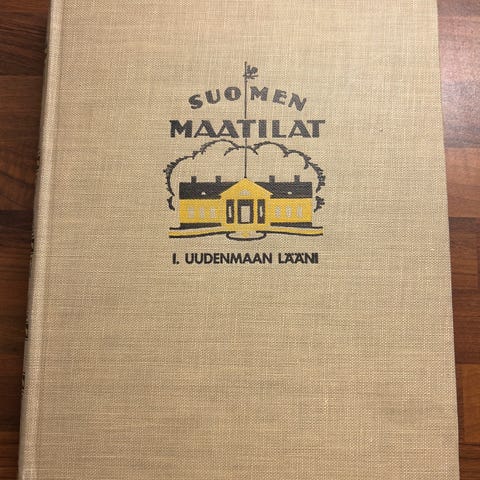 SUOMEN
MAATILAT
I. UUDENMAAN LÄÄNI